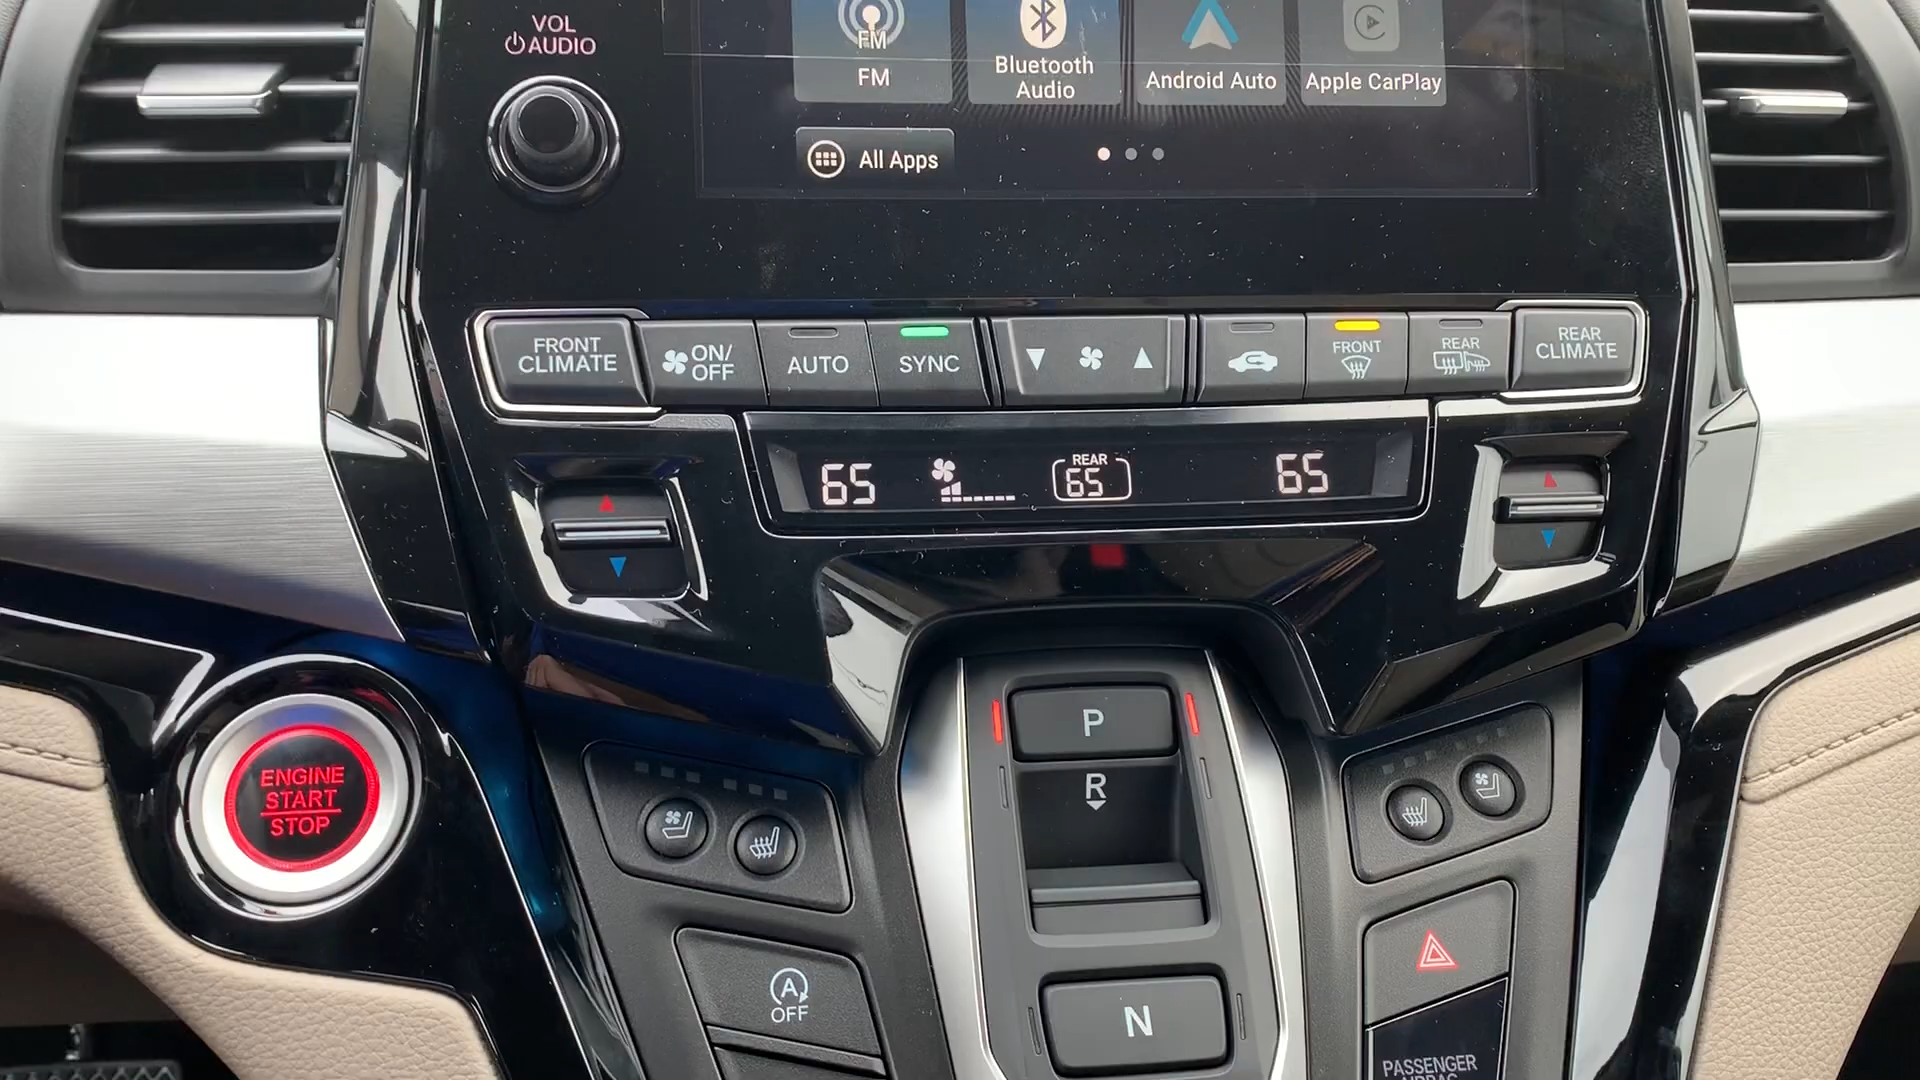 VOL
AUDIO
FM
FM
Bluetooth
Audio
Android Auto
Apple CarPlay
All Apps
FRONT
CLIMATE
ON/
OFF
AUTO
SYNC
FRONT
REAR
REAR
CLIMATE
65
REAR
65
65
ENGINE
START
STOP
P
R
N
A
OFF
PASSENGER
AIRBAG